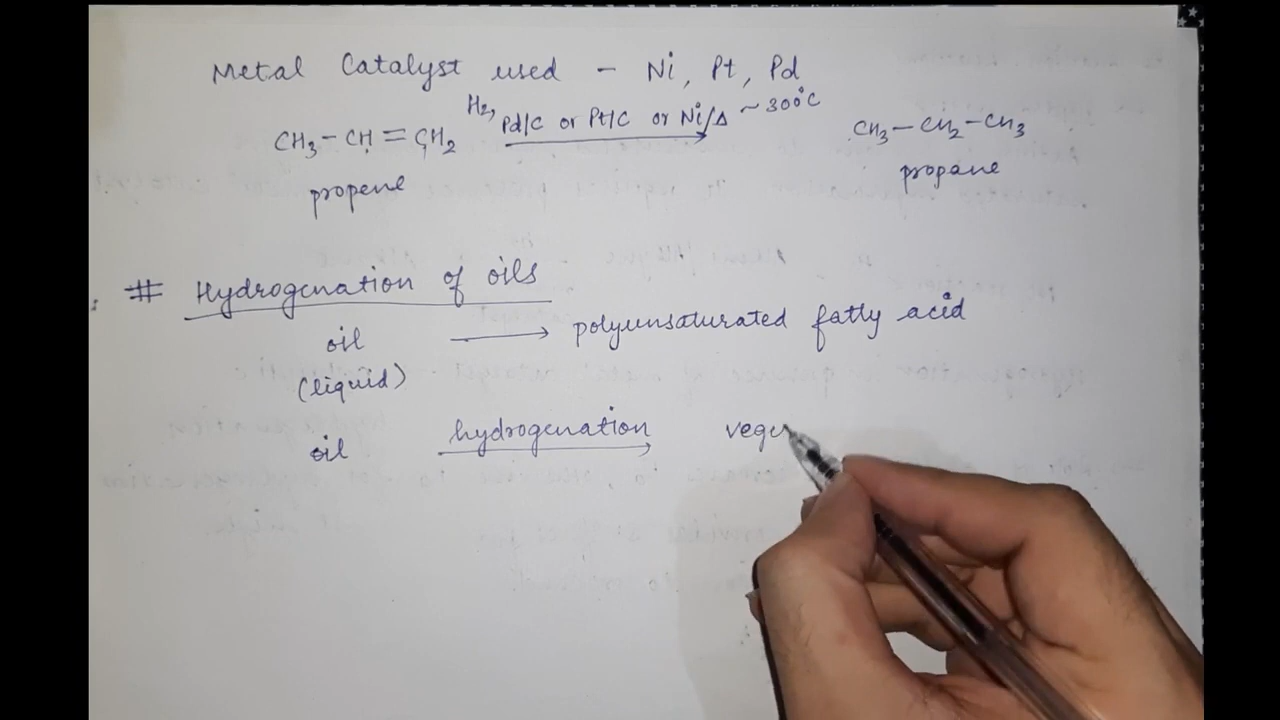 Metal Catalyst used - Ni, Pt, Pd
H2, Pd/C or Pt/C or Ni/Δ ~ 300°C
CH3 - CH = CH2
CH3 - CH2 - CH3
propene
propane
# Hydrogenation of oils
oil ⟶ polyunsaturated fatty acid
(liquid)
oil hydrogenation